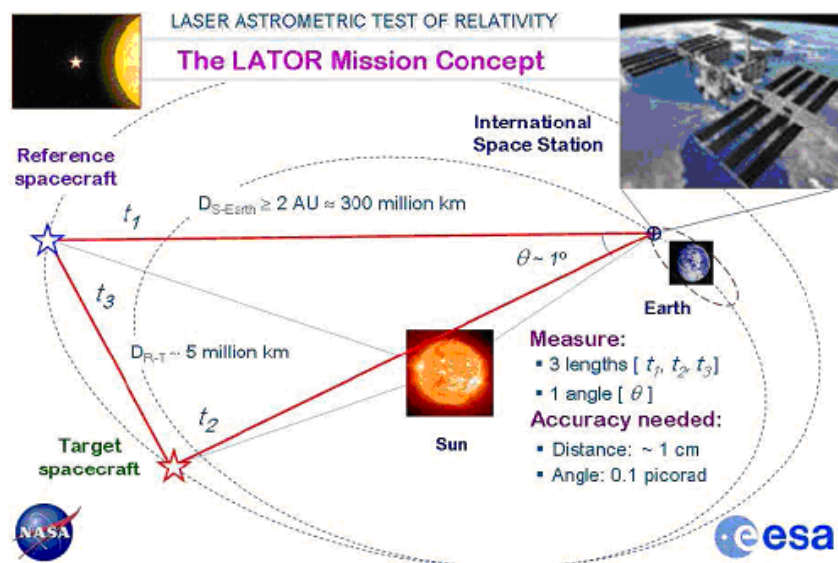 LASER ASTROMETRIC TEST OF RELATIVITY
The LATOR Mission Concept
International
Space Station
Reference
spacecraft
t₁
D_S-Earth ≥ 2 AU ≈ 300 million km
θ ~ 1º
t₃
Earth
D_R-T ~ 5 million km
Measure:
▪ 3 lengths [ t₁, t₂, t₃]
▪ 1 angle [ θ ]
t₂
Accuracy needed:
Sun
▪ Distance: ~ 1 cm
▪ Angle: 0.1 picorad
Target
spacecraft
NASA
esa